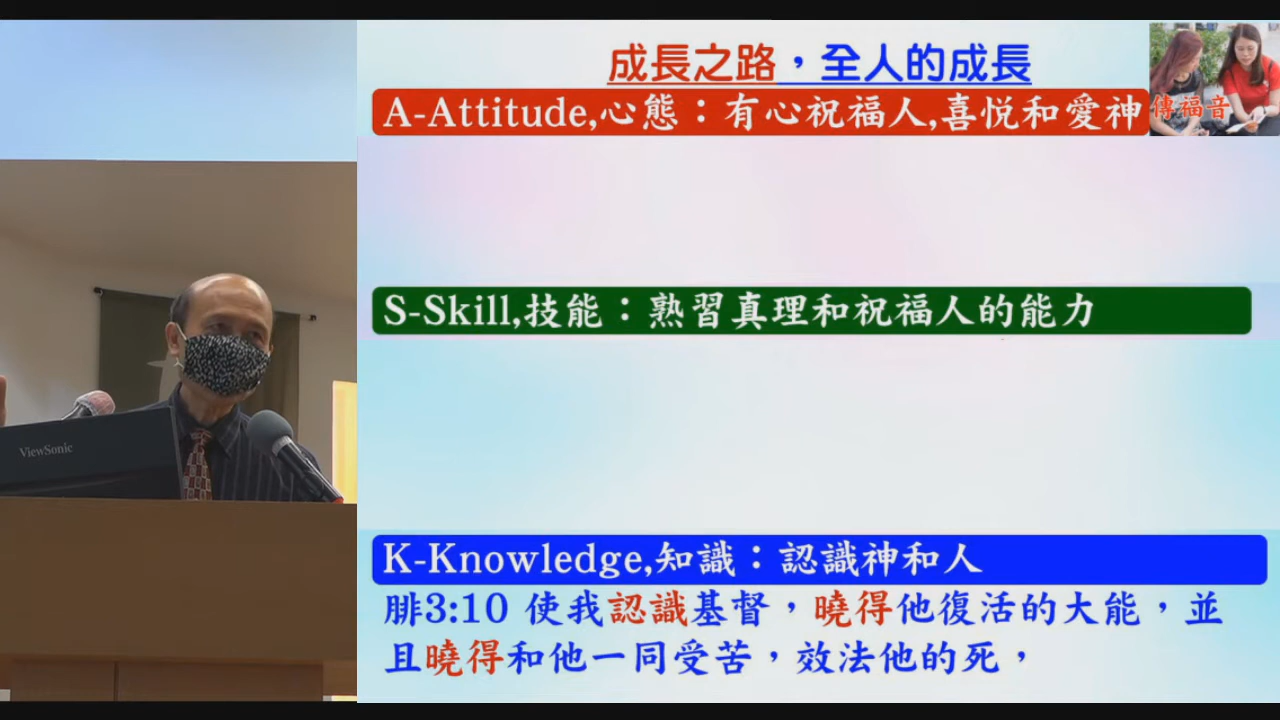 成長之路，全人的成長
A-Attitude,心態：有心祝福人,喜悅和愛神
傳福音
S-Skill,技能：熟習真理和祝福人的能力
ViewSonic
K-Knowledge,知識：認識神和人
腓3:10 使我認識基督，曉得他復活的大能，並
且曉得和他一同受苦，效法他的死，